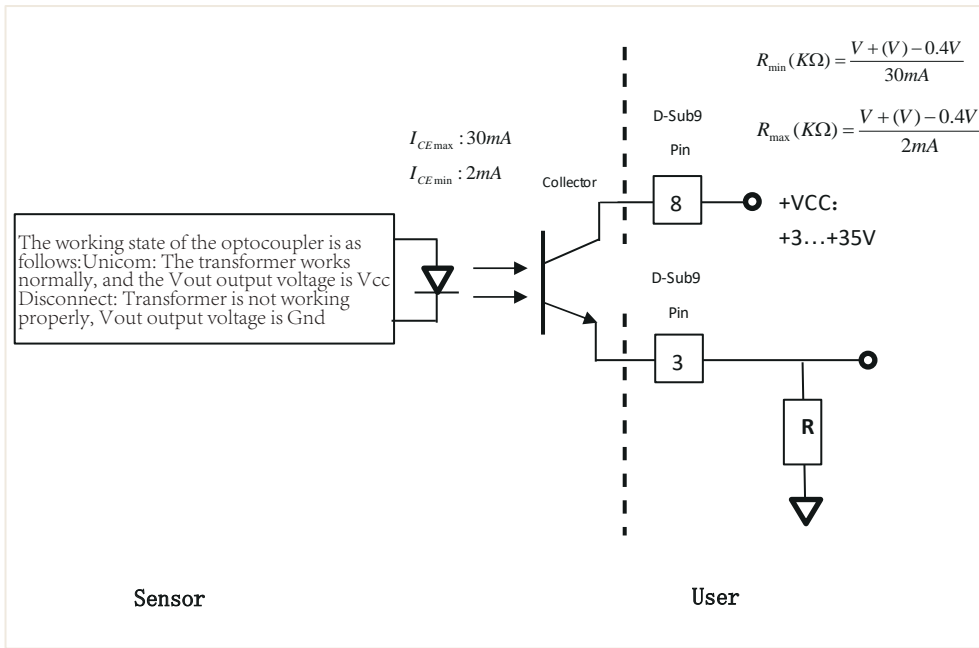 R_min (KΩ) = V + (V) − 0.4V / 30mA
D-Sub9
Pin
R_max (KΩ) = V + (V) − 0.4V / 2mA
I_CEmax : 30mA
I_CEmin : 2mA
Collector
8
+VCC：
+3…+35V
The working state of the optocoupler is as
follows:Unicom: The transformer works
normally, and the Vout output voltage is Vcc
Disconnect: Transformer is not working
properly, Vout output voltage is Gnd
D-Sub9
Pin
3
R
Sensor
User